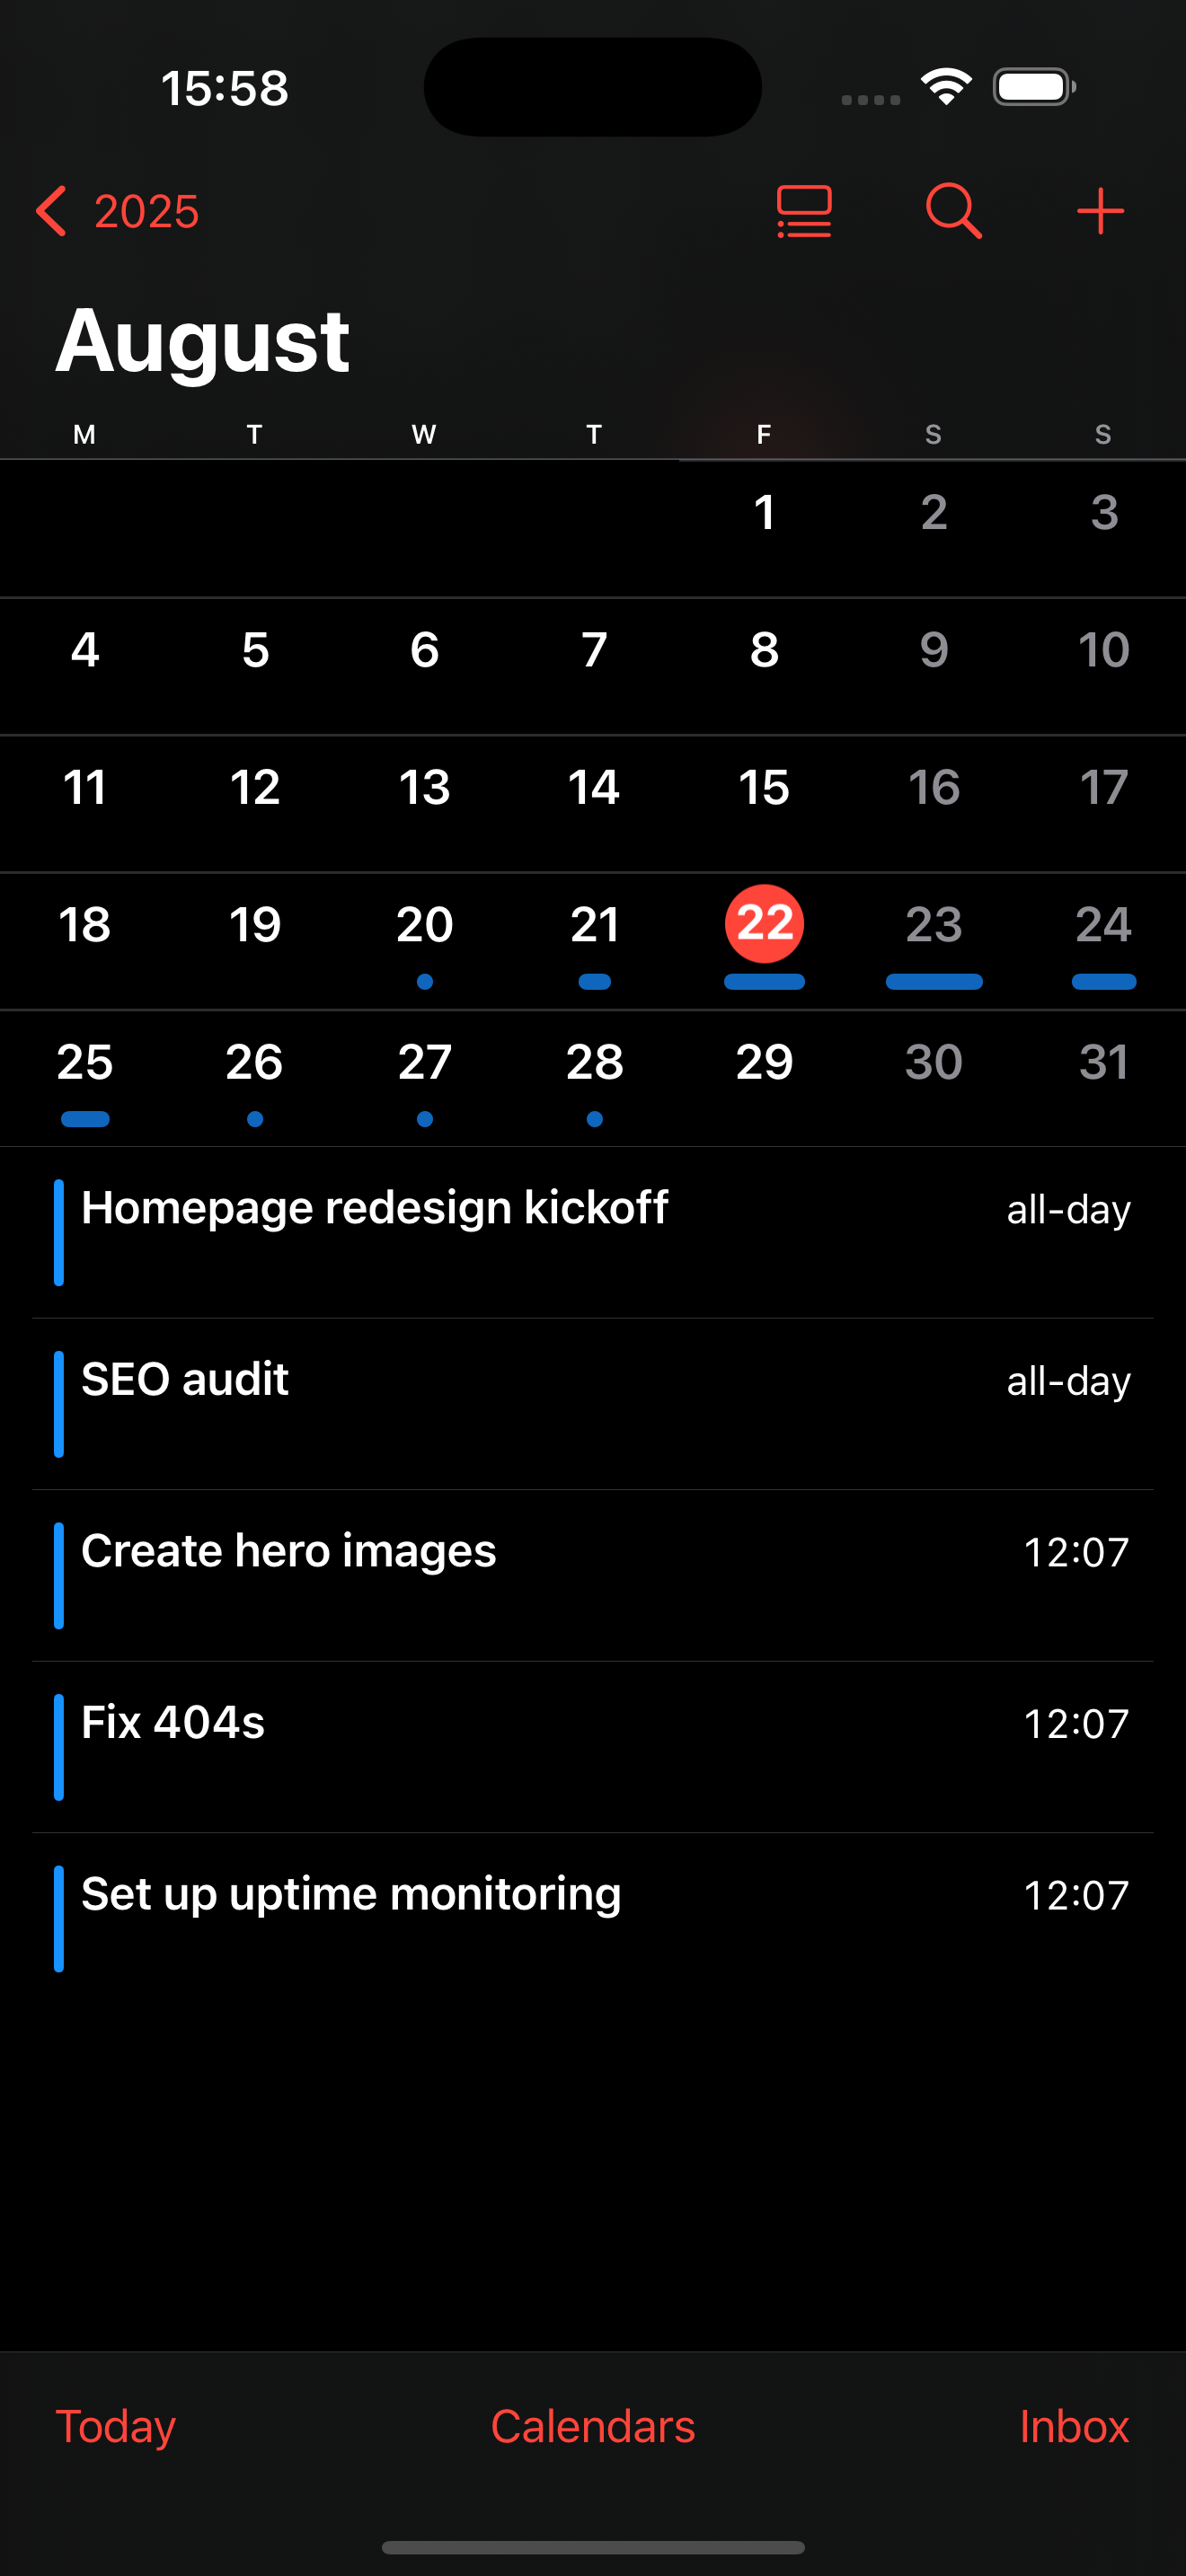 15:58
2025
August
M T W T F S S
1 2 3
4 5 6 7 8 9 10
11 12 13 14 15 16 17
18 19 20 21 22 23 24
25 26 27 28 29 30 31
Homepage redesign kickoff all-day
SEO audit all-day
Create hero images 12:07
Fix 404s 12:07
Set up uptime monitoring 12:07
Today Calendars Inbox